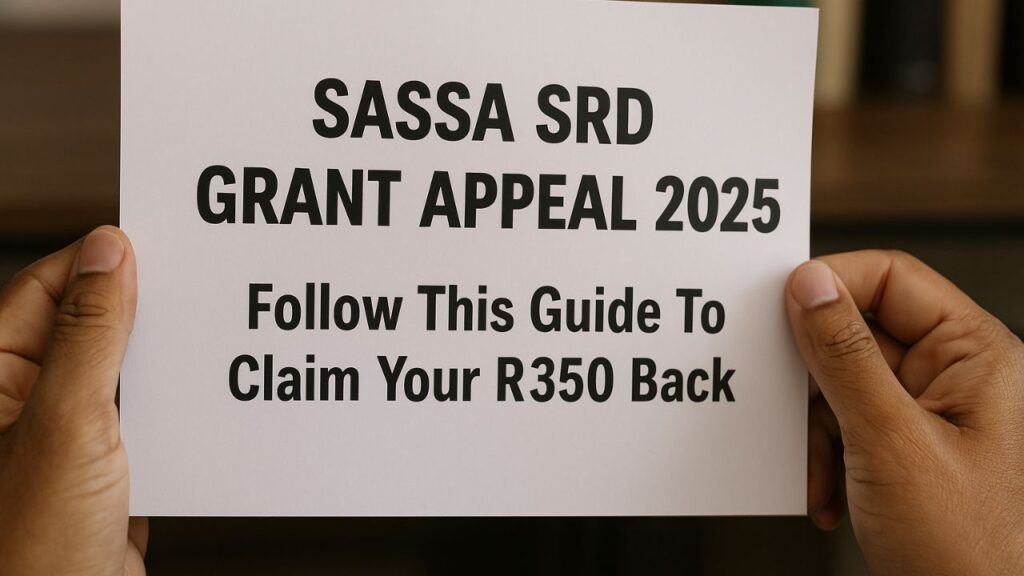 SASSA SRD
GRANT APPEAL 2025
Follow This Guide To
Claim Your R350 Back